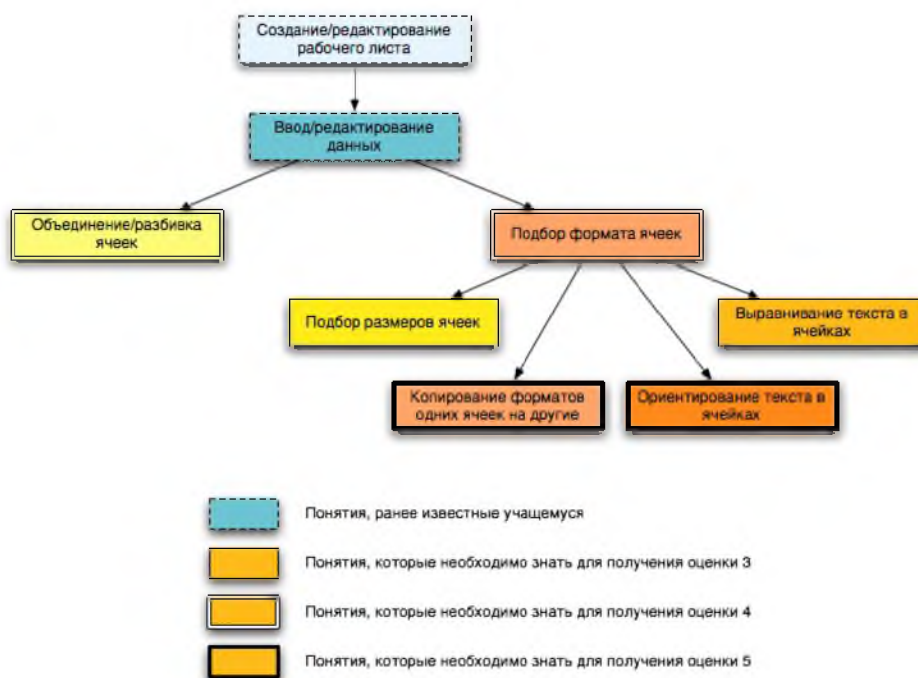 Создание/редактирование
рабочего листа
Ввод/редактирование
данных
Объединение/разбивка
ячеек
Подбор формата ячеек
Подбор размеров ячеек
Выравнивание текста в
ячейках
Копирование форматов
одних ячеек на другие
Ориентирование текста в
ячейках
Понятия, ранее известные учащемуся
Понятия, которые необходимо знать для получения оценки 3
Понятия, которые необходимо знать для получения оценки 4
Понятия, которые необходимо знать для получения оценки 5